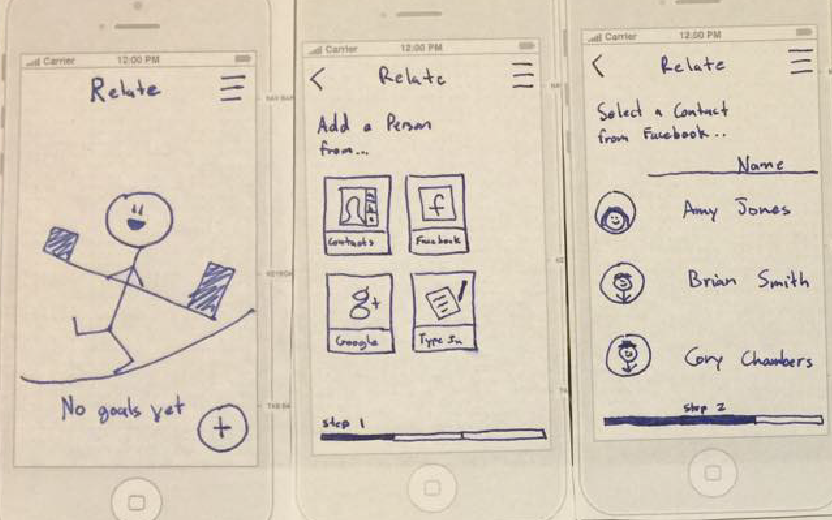 Carrier 12:00 PM
Relate
No goals yet
+
Carrier 12:00 PM
< Relate
Add a Person
from...
Contacts
f
Facebook
g+
Google
Type In
step 1
Carrier 12:00 PM
< Relate
Select a Contact
from Facebook...
Name
Amy Jones
Brian Smith
Cory Chambers
step 2